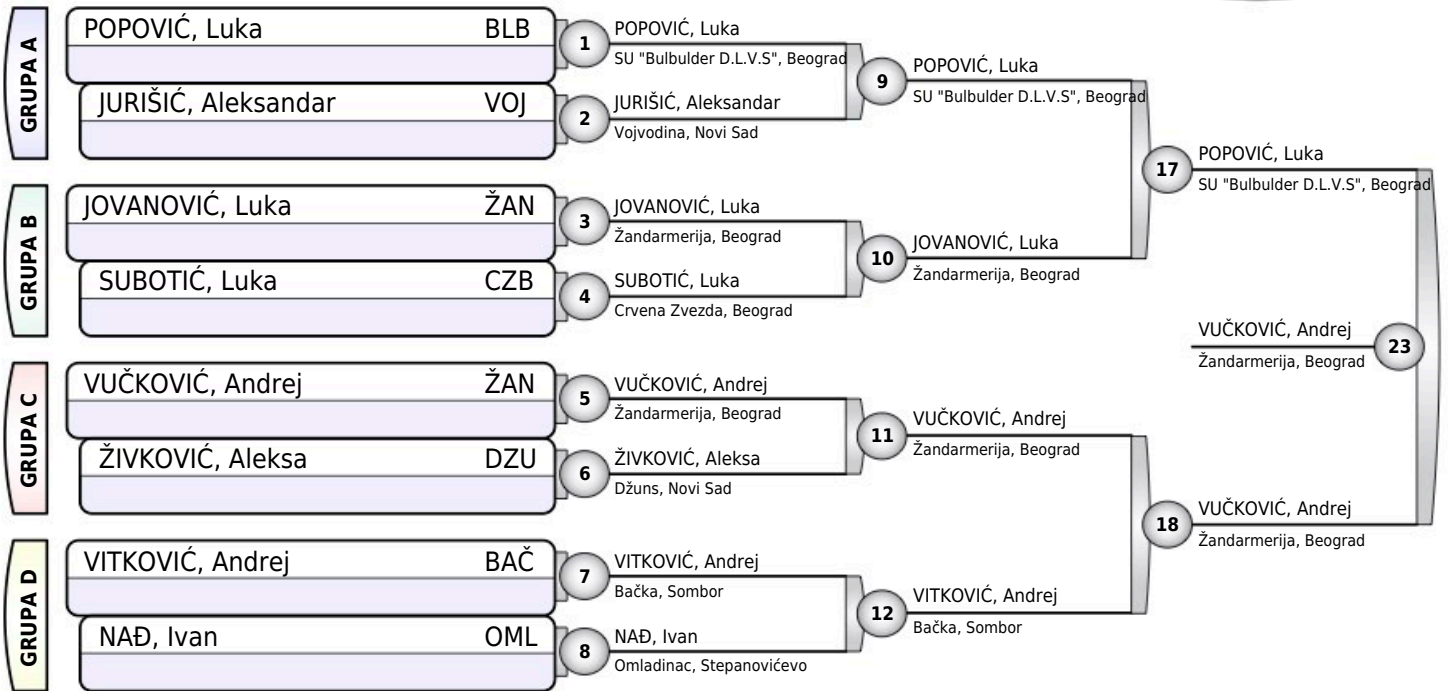 GRUPA A
POPOVIĆ, Luka BLB
JURIŠIĆ, Aleksandar VOJ
GRUPA B
JOVANOVIĆ, Luka ŽAN
SUBOTIĆ, Luka CZB
GRUPA C
VUČKOVIĆ, Andrej ŽAN
ŽIVKOVIĆ, Aleksa DZU
GRUPA D
VITKOVIĆ, Andrej BAČ
NAĐ, Ivan OML
1
POPOVIĆ, Luka
SU "Bulbulder D.L.V.S", Beograd
2
JURIŠIĆ, Aleksandar
Vojvodina, Novi Sad
3
JOVANOVIĆ, Luka
Žandarmerija, Beograd
4
SUBOTIĆ, Luka
Crvena Zvezda, Beograd
5
VUČKOVIĆ, Andrej
Žandarmerija, Beograd
6
ŽIVKOVIĆ, Aleksa
Džuns, Novi Sad
7
VITKOVIĆ, Andrej
Bačka, Sombor
8
NAĐ, Ivan
Omladinac, Stepanovićevo
9
POPOVIĆ, Luka
SU "Bulbulder D.L.V.S", Beograd
10
JOVANOVIĆ, Luka
Žandarmerija, Beograd
11
VUČKOVIĆ, Andrej
Žandarmerija, Beograd
12
VITKOVIĆ, Andrej
Bačka, Sombor
17
POPOVIĆ, Luka
SU "Bulbulder D.L.V.S", Beograd
18
VUČKOVIĆ, Andrej
Žandarmerija, Beograd
VUČKOVIĆ, Andrej
Žandarmerija, Beograd
23